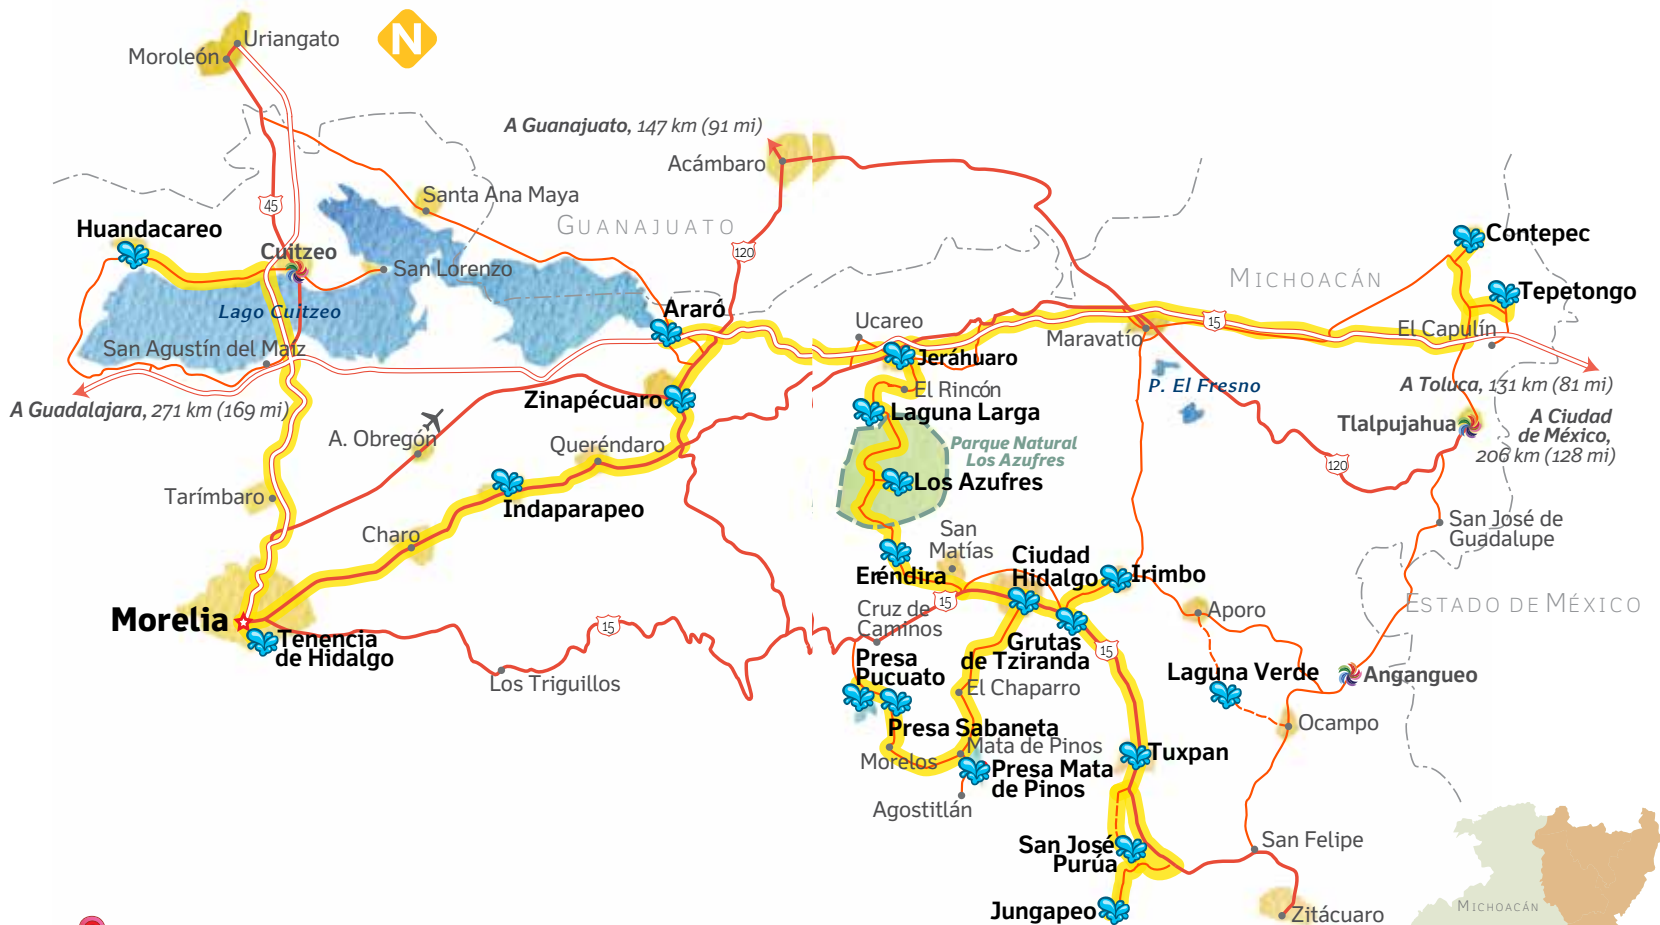 Uriangato
Moroleón
N
A Guanajuato, 147 km (91 mi)
Acámbaro
45
Santa Ana Maya
GUANAJUATO
Huandacareo
Cuitzeo
San Lorenzo
120
Contepec
MICHOACÁN
Tepetongo
Lago Cuitzeo
Araró
Ucareo
15
El Capulín
Maravatío
San Agustín del Maíz
Jeráhuaro
A Guadalajara, 271 km (169 mi)
El Rincón
P. El Fresno
A Toluca, 131 km (81 mi)
Zinapécuaro
Laguna Larga
Tlalpujahua
A Ciudad
de México,
206 km (128 mi)
A. Obregón
Queréndaro
Parque Natural
Los Azufres
120
Tarímbaro
Indaparapeo
Los Azufres
San José de
Guadalupe
Charo
San
Matías
Eréndira
Ciudad
Hidalgo
Irimbo
15
Cruz de
Caminos
Aporo
ESTADO DE MÉXICO
Morelia
Tenencia
de Hidalgo
15
Grutas
de Tziranda
15
Presa
Pucuato
Laguna Verde
Angangueo
Los Triguillos
El Chaparro
Presa Sabaneta
Ocampo
Morelos
Mata de Pinos
Tuxpan
Presa Mata
de Pinos
Agostitlán
San José
Purúa
San Felipe
Jungapeo
Zitácuaro
MICHOACÁN